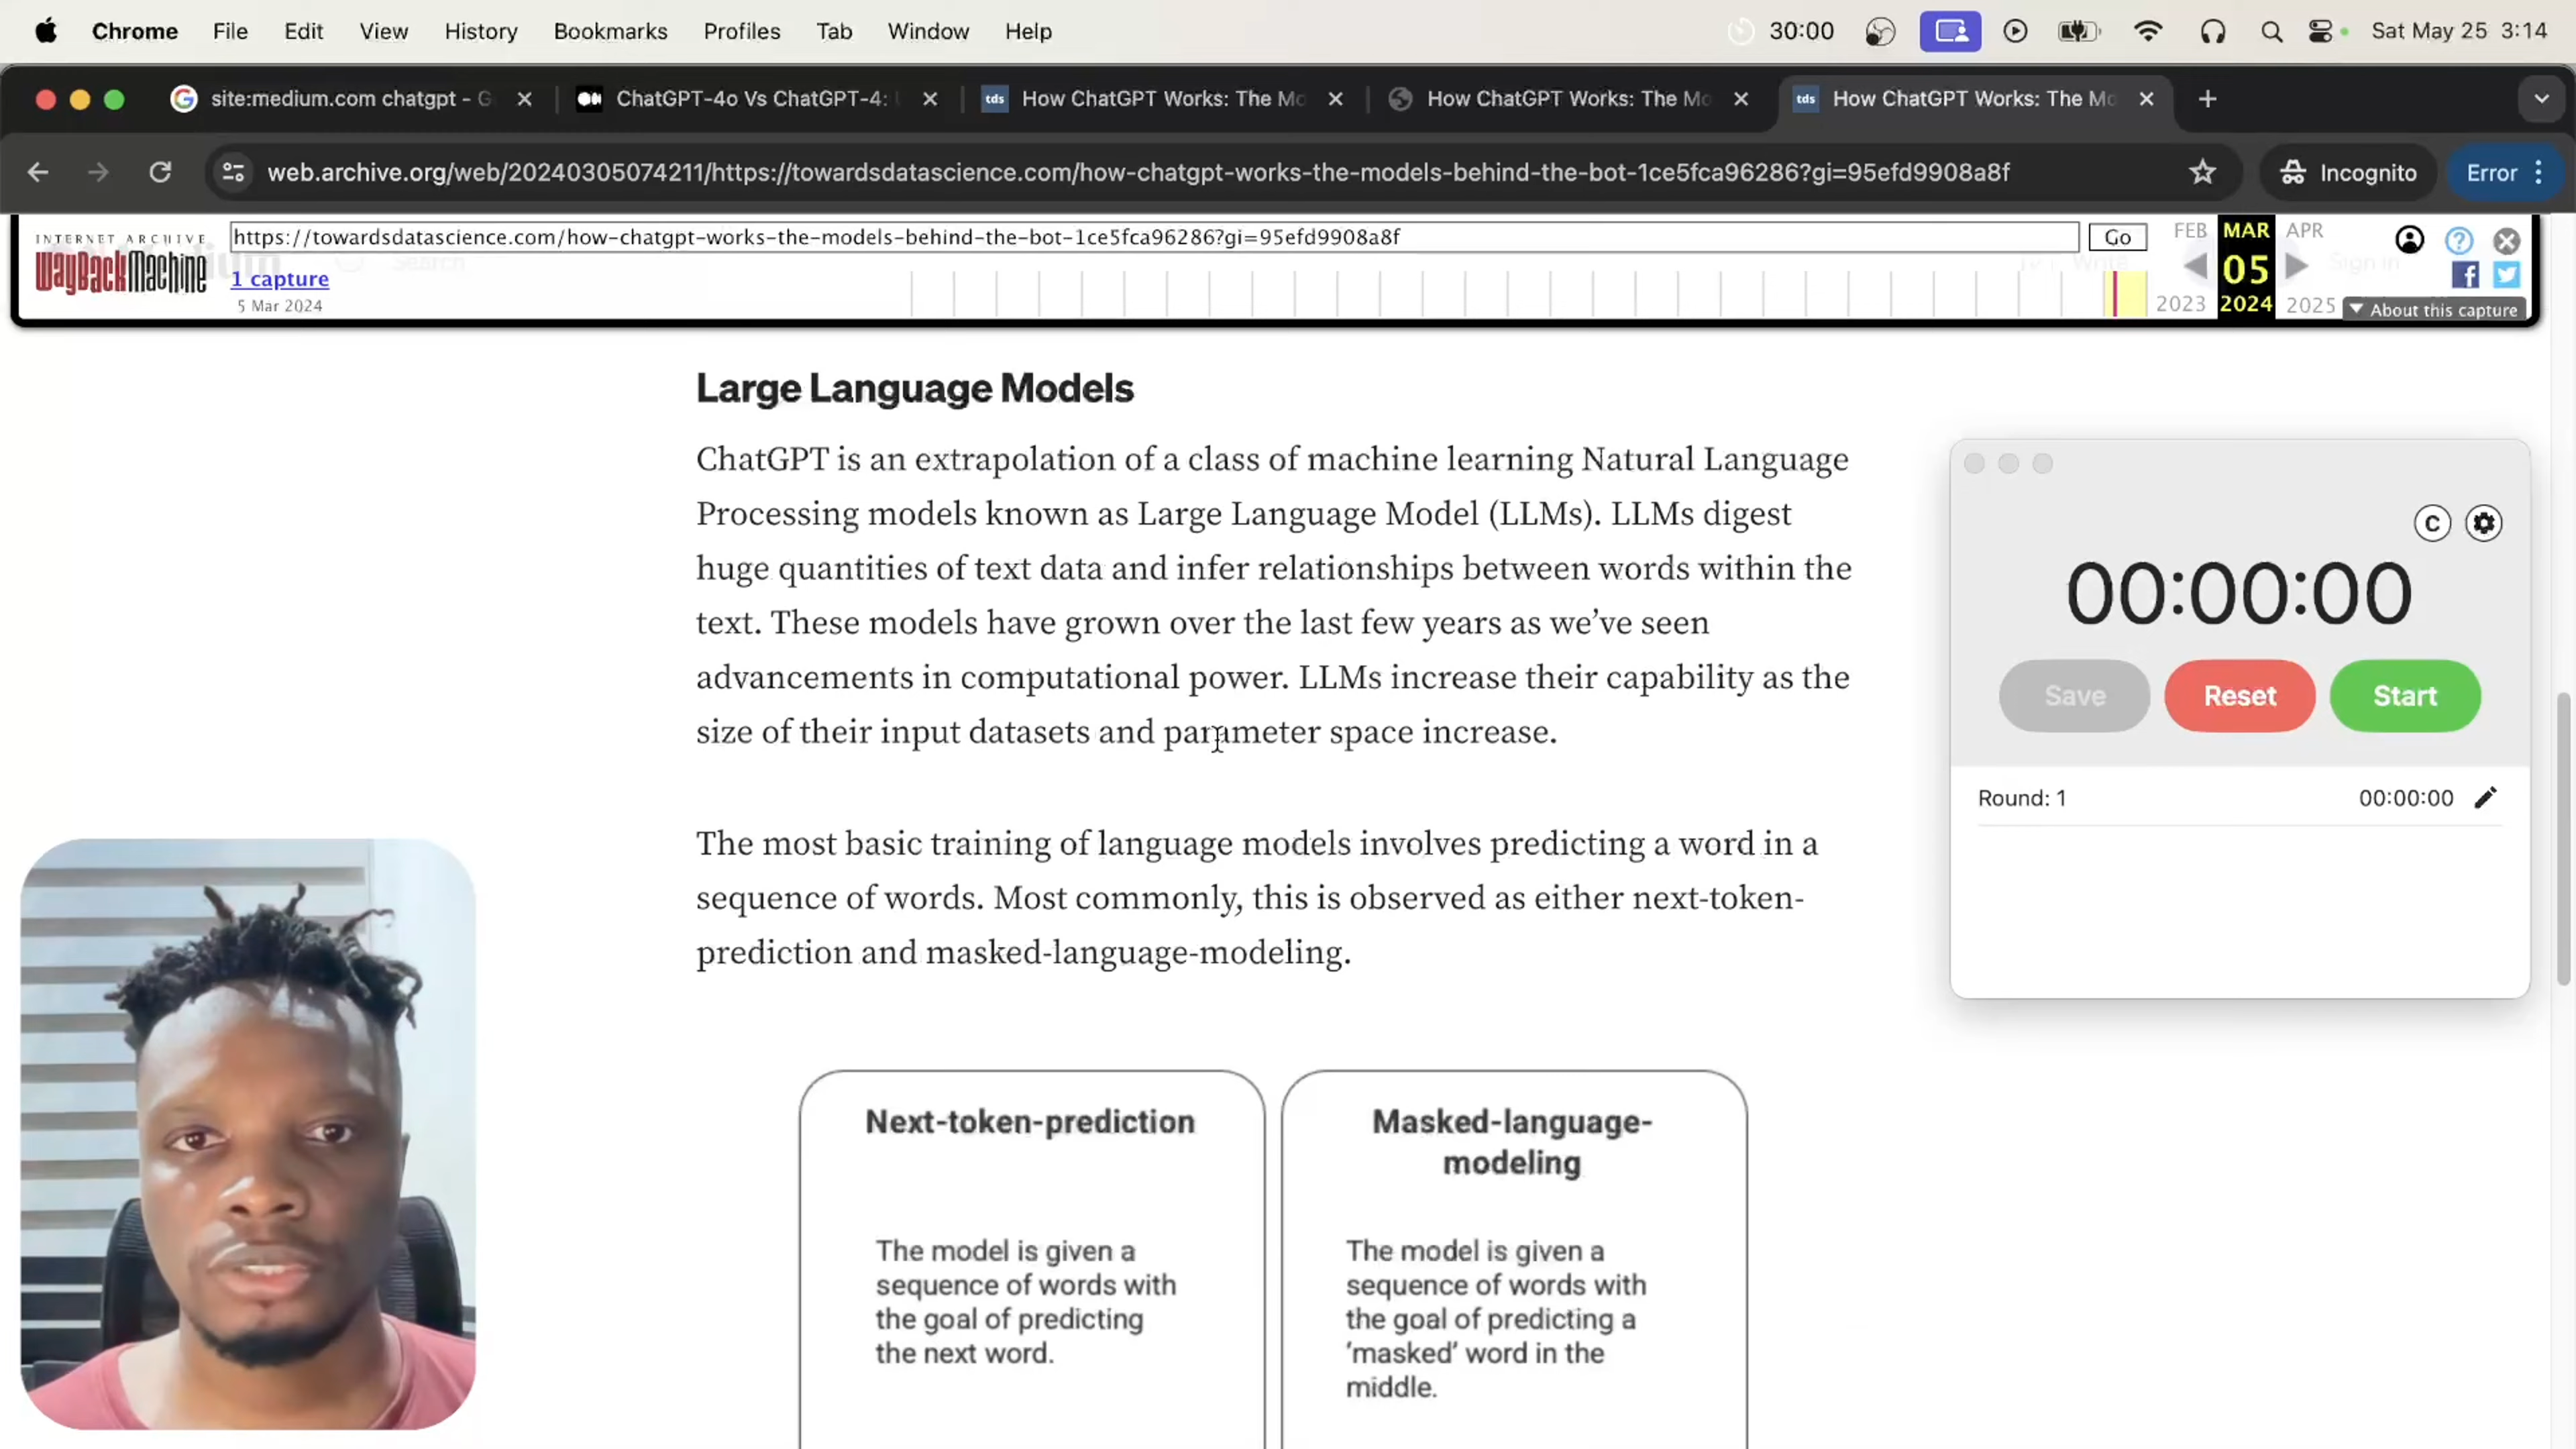 Chrome File Edit View History Bookmarks Profiles Tab Window Help 30:00 Sat May 25 3:14
site:medium.com chatgpt - G ChatGPT-4o Vs ChatGPT-4: tds How ChatGPT Works: The Mo How ChatGPT Works: The Mo tds How ChatGPT Works: The Mo
web.archive.org/web/20240305074211/https://towardsdatascience.com/how-chatgpt-works-the-models-behind-the-bot-1ce5fca96286?gi=95efd9908a8f Incognito Error
INTERNET ARCHIVE
WayBackMachine
https://towardsdatascience.com/how-chatgpt-works-the-models-behind-the-bot-1ce5fca96286?gi=95efd9908a8f Go
Search
1 capture
5 Mar 2024
FEB MAR APR
05
2023 2024 2025
Write Sign in
About this capture
Large Language Models
ChatGPT is an extrapolation of a class of machine learning Natural Language
Processing models known as Large Language Model (LLMs). LLMs digest
huge quantities of text data and infer relationships between words within the
text. These models have grown over the last few years as we’ve seen
advancements in computational power. LLMs increase their capability as the
size of their input datasets and parameter space increase.
The most basic training of language models involves predicting a word in a
sequence of words. Most commonly, this is observed as either next-token-
prediction and masked-language-modeling.
Next-token-prediction
The model is given a
sequence of words with
the goal of predicting
the next word.
Masked-language-
modeling
The model is given a
sequence of words with
the goal of predicting a
‘masked’ word in the
middle.
C
00:00:00
Save Reset Start
Round: 1 00:00:00